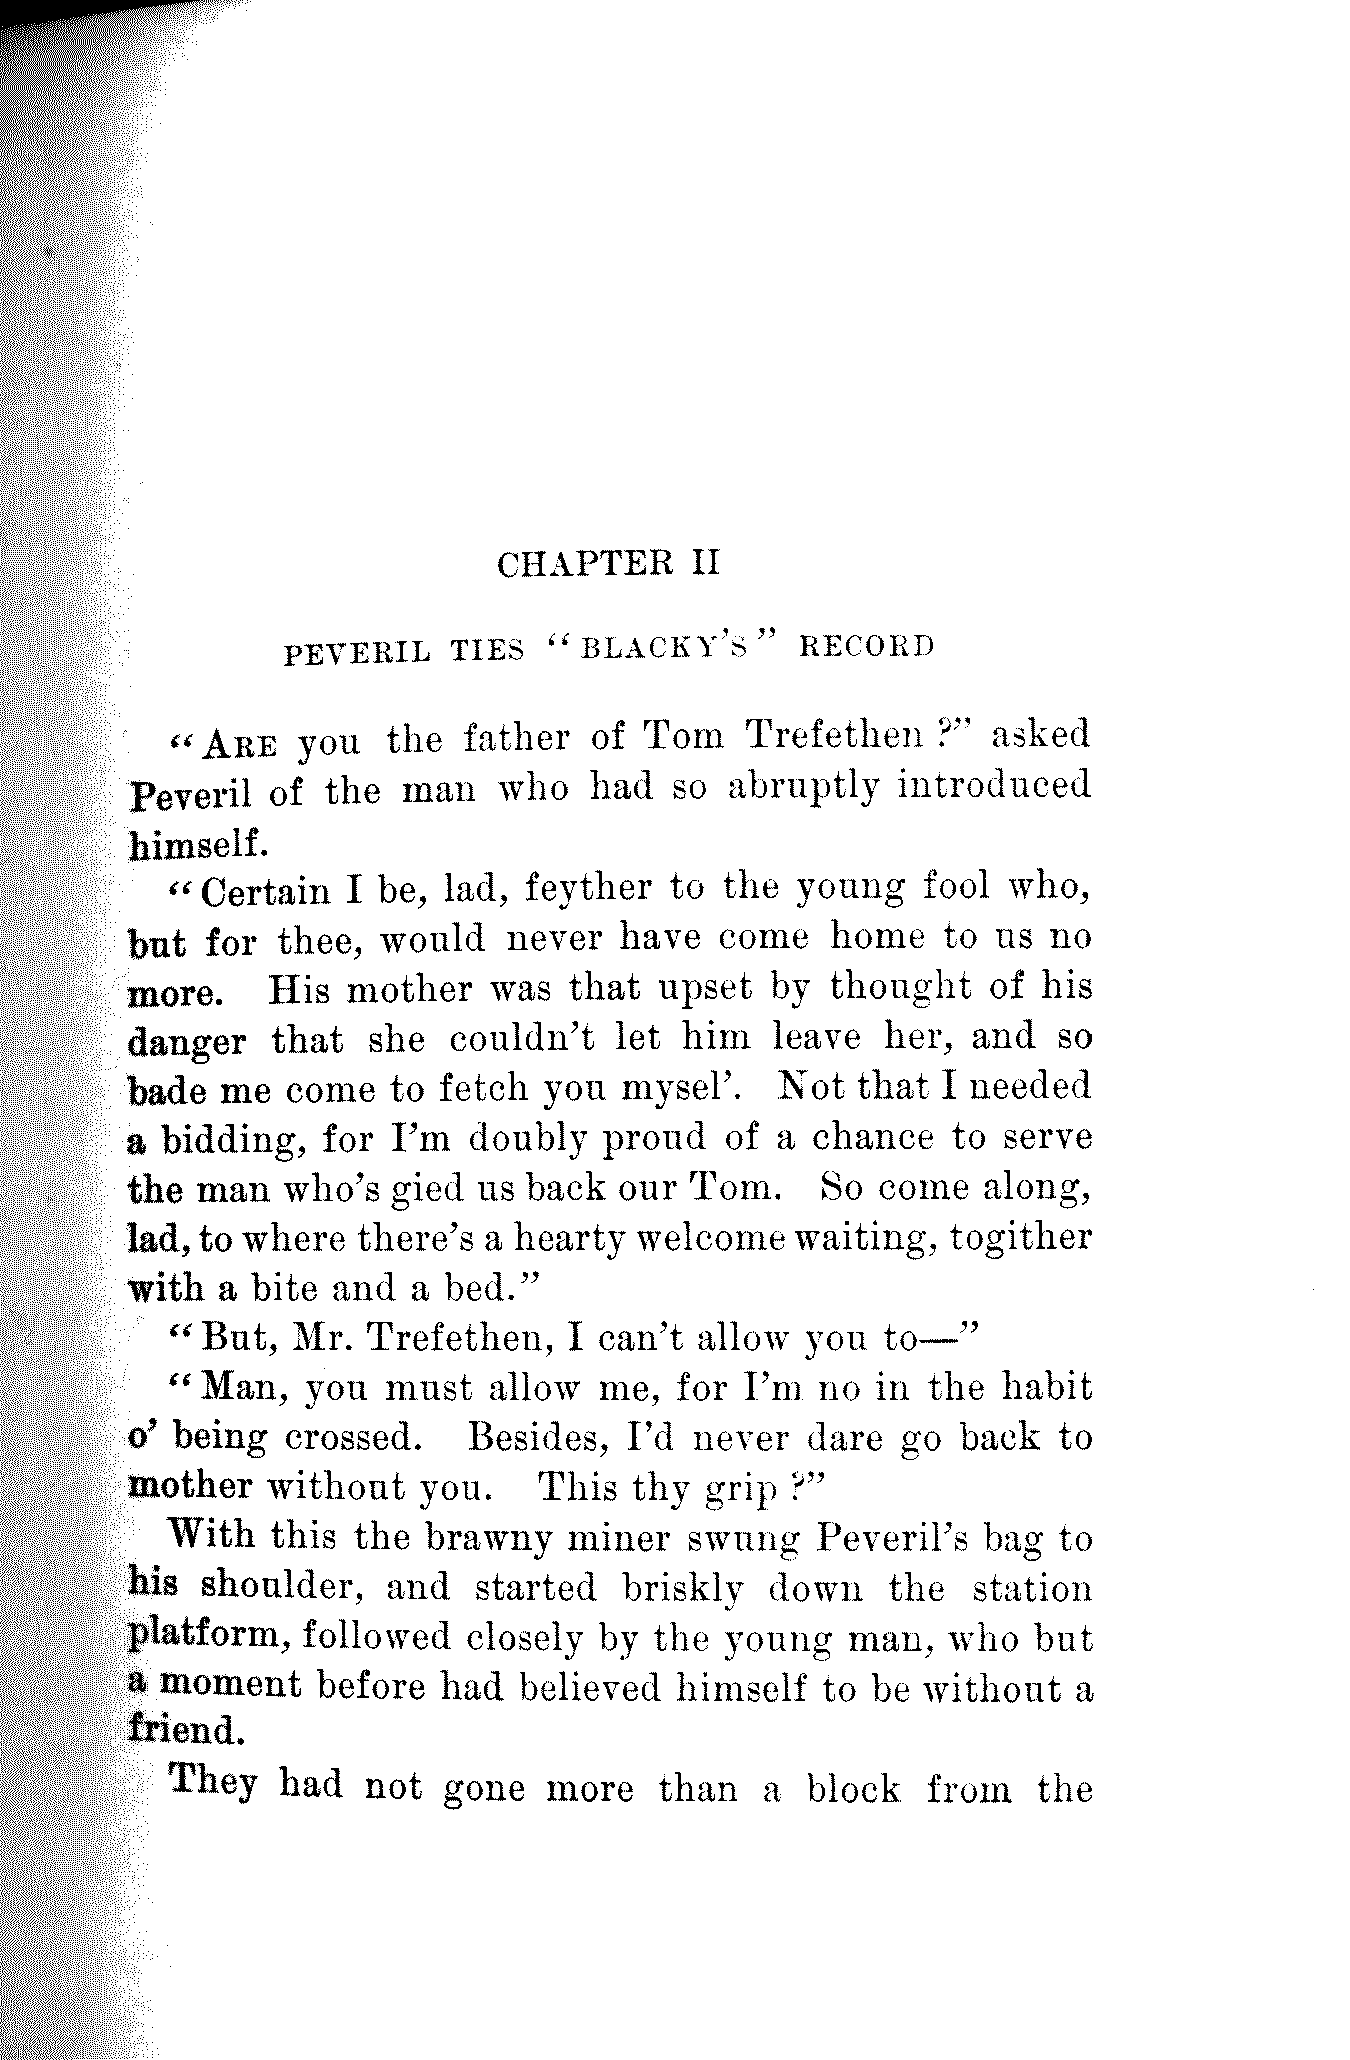 CHAPTER II
PEVERIL TIES "BLACKY'S" RECORD
"ARE you the father of Tom Trefethen?" asked
Peveril of the man who had so abruptly introduced
himself.
"Certain I be, lad, feyther to the young fool who,
but for thee, would never have come home to us no
more. His mother was that upset by thought of his
danger that she couldn't let him leave her, and so
bade me come to fetch you mysel'. Not that I needed
a bidding, for I'm doubly proud of a chance to serve
the man who's gied us back our Tom. So come along,
lad, to where there's a hearty welcome waiting, togither
with a bite and a bed."
"But, Mr. Trefethen, I can't allow you to—"
"Man, you must allow me, for I'm no in the habit
o' being crossed. Besides, I'd never dare go back to
mother without you. This thy grip?"
With this the brawny miner swung Peveril's bag to
his shoulder, and started briskly down the station
platform, followed closely by the young man, who but
a moment before had believed himself to be without a
friend.
They had not gone more than a block from the